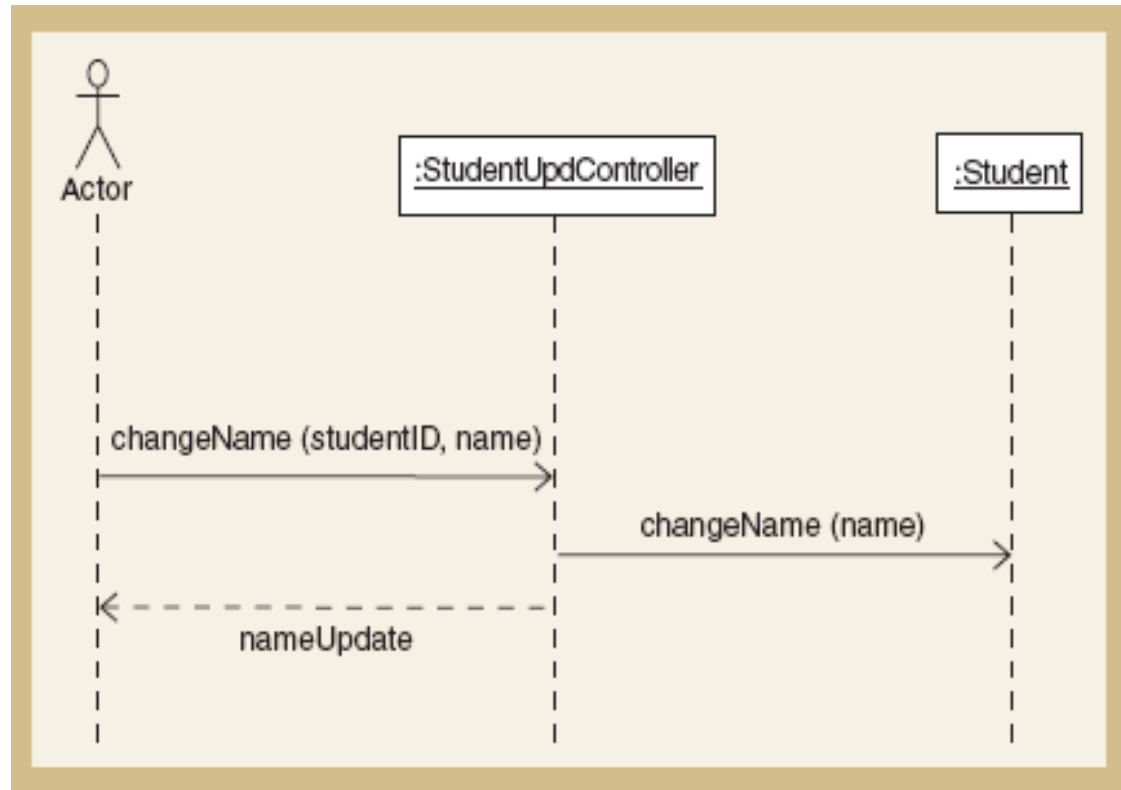 Actor
:StudentUpdController
:Student
changeName (studentID, name)
changeName (name)
nameUpdate